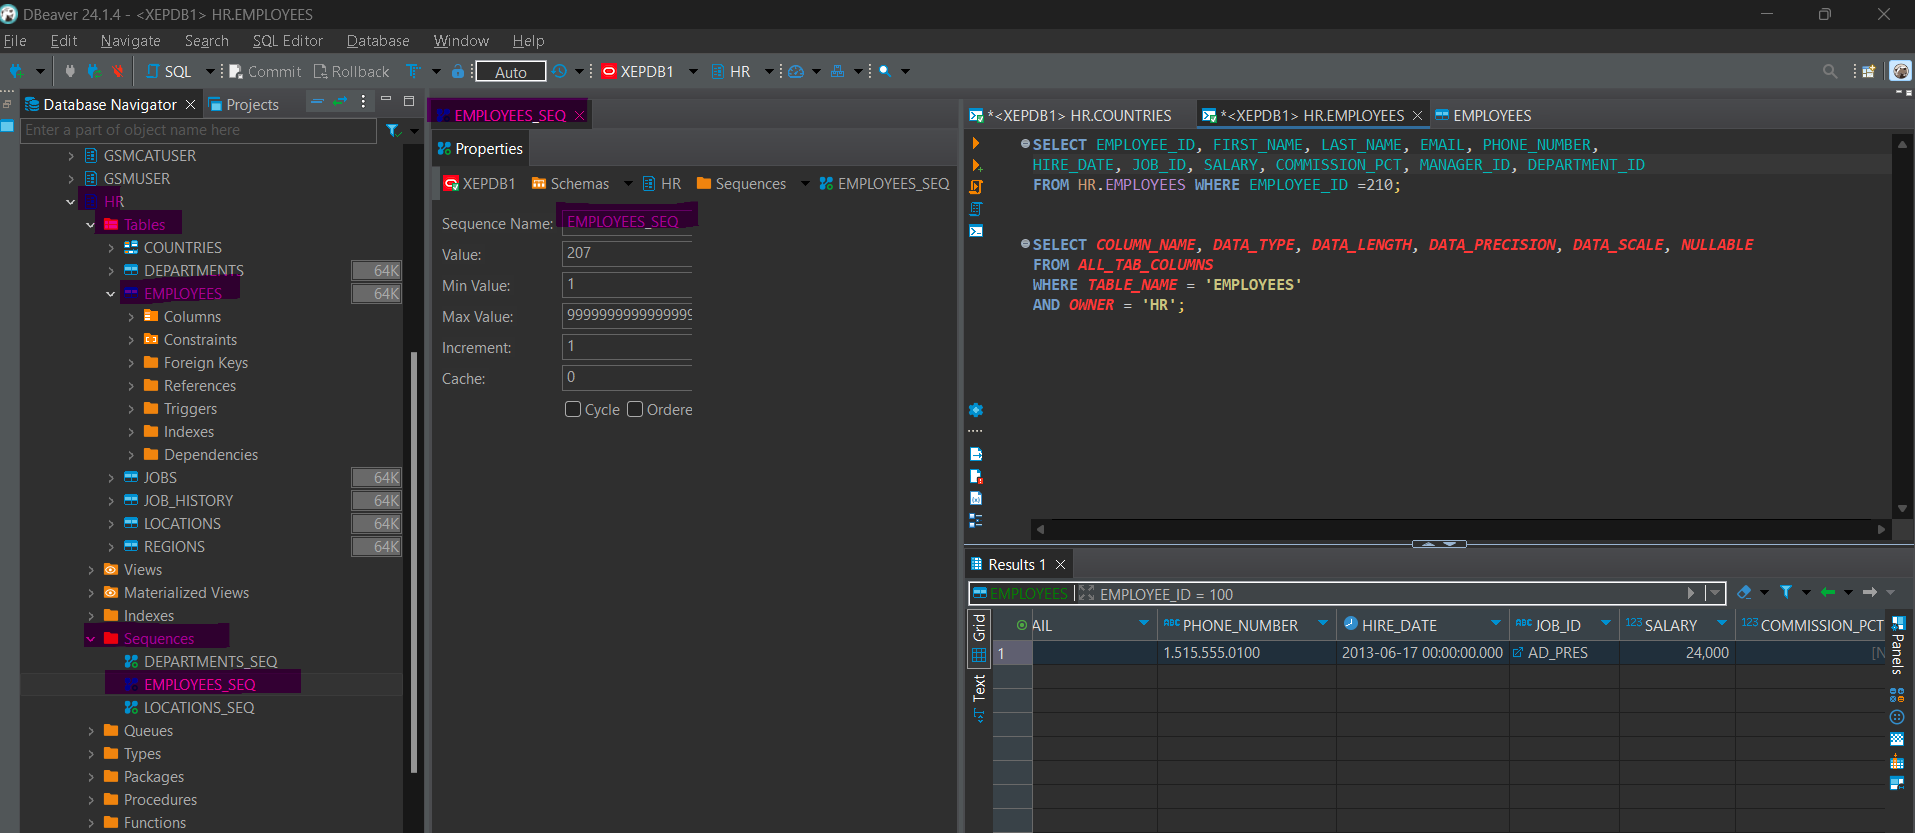 DBeaver 24.1.4 - <XEPDB1> HR.EMPLOYEES
File Edit Navigate Search SQL Editor Database Window Help
SQL Commit Rollback Auto XEPDB1 HR
Database Navigator Projects
Enter a part of object name here
GSMCATUSER
GSMUSER
HR
Tables
COUNTRIES
DEPARTMENTS 64K
EMPLOYEES 64K
Columns
Constraints
Foreign Keys
References
Triggers
Indexes
Dependencies
JOBS 64K
JOB_HISTORY 64K
LOCATIONS 64K
REGIONS 64K
Views
Materialized Views
Indexes
Sequences
DEPARTMENTS_SEQ
EMPLOYEES_SEQ
LOCATIONS_SEQ
Queues
Types
Packages
Procedures
Functions
EMPLOYEES_SEQ
Properties
XEPDB1 Schemas HR Sequences EMPLOYEES_SEQ
Sequence Name: EMPLOYEES_SEQ
Value: 207
Min Value: 1
Max Value: 9999999999999999
Increment: 1
Cache: 0
Cycle Ordere
*<XEPDB1> HR.COUNTRIES *<XEPDB1> HR.EMPLOYEES EMPLOYEES
SELECT EMPLOYEE_ID, FIRST_NAME, LAST_NAME, EMAIL, PHONE_NUMBER,
HIRE_DATE, JOB_ID, SALARY, COMMISSION_PCT, MANAGER_ID, DEPARTMENT_ID
FROM HR.EMPLOYEES WHERE EMPLOYEE_ID =210;
SELECT COLUMN_NAME, DATA_TYPE, DATA_LENGTH, DATA_PRECISION, DATA_SCALE, NULLABLE
FROM ALL_TAB_COLUMNS
WHERE TABLE_NAME = 'EMPLOYEES'
AND OWNER = 'HR';
Results 1
EMPLOYEES EMPLOYEE_ID = 100
Grid
Text
AIL ABC PHONE_NUMBER HIRE_DATE ABC JOB_ID 123 SALARY 123 COMMISSION_PCT
1 1.515.555.0100 2013-06-17 00:00:00.000 AD_PRES 24,000 [N
Panels